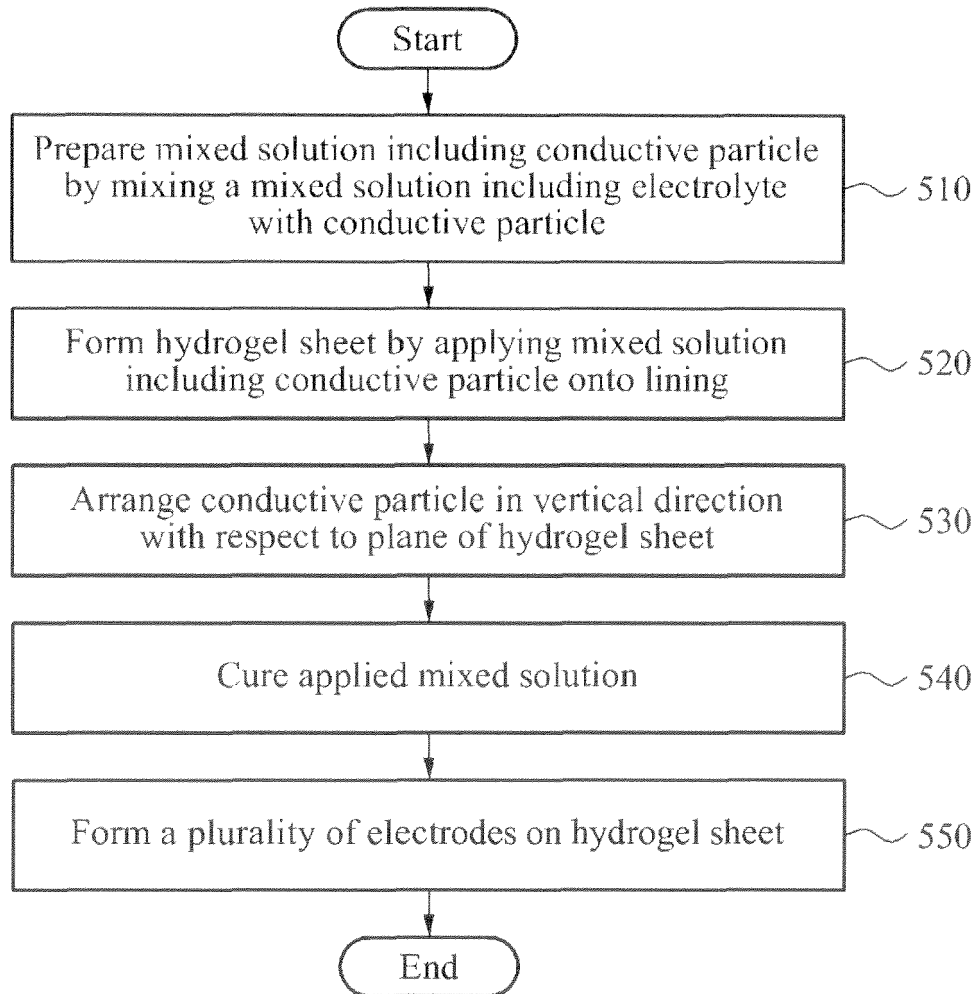 Start
Prepare mixed solution including conductive particle
by mixing a mixed solution including electrolyte
with conductive particle
510
Form hydrogel sheet by applying mixed solution
including conductive particle onto lining
520
Arrange conductive particle in vertical direction
with respect to plane of hydrogel sheet
530
Cure applied mixed solution
540
Form a plurality of electrodes on hydrogel sheet
550
End